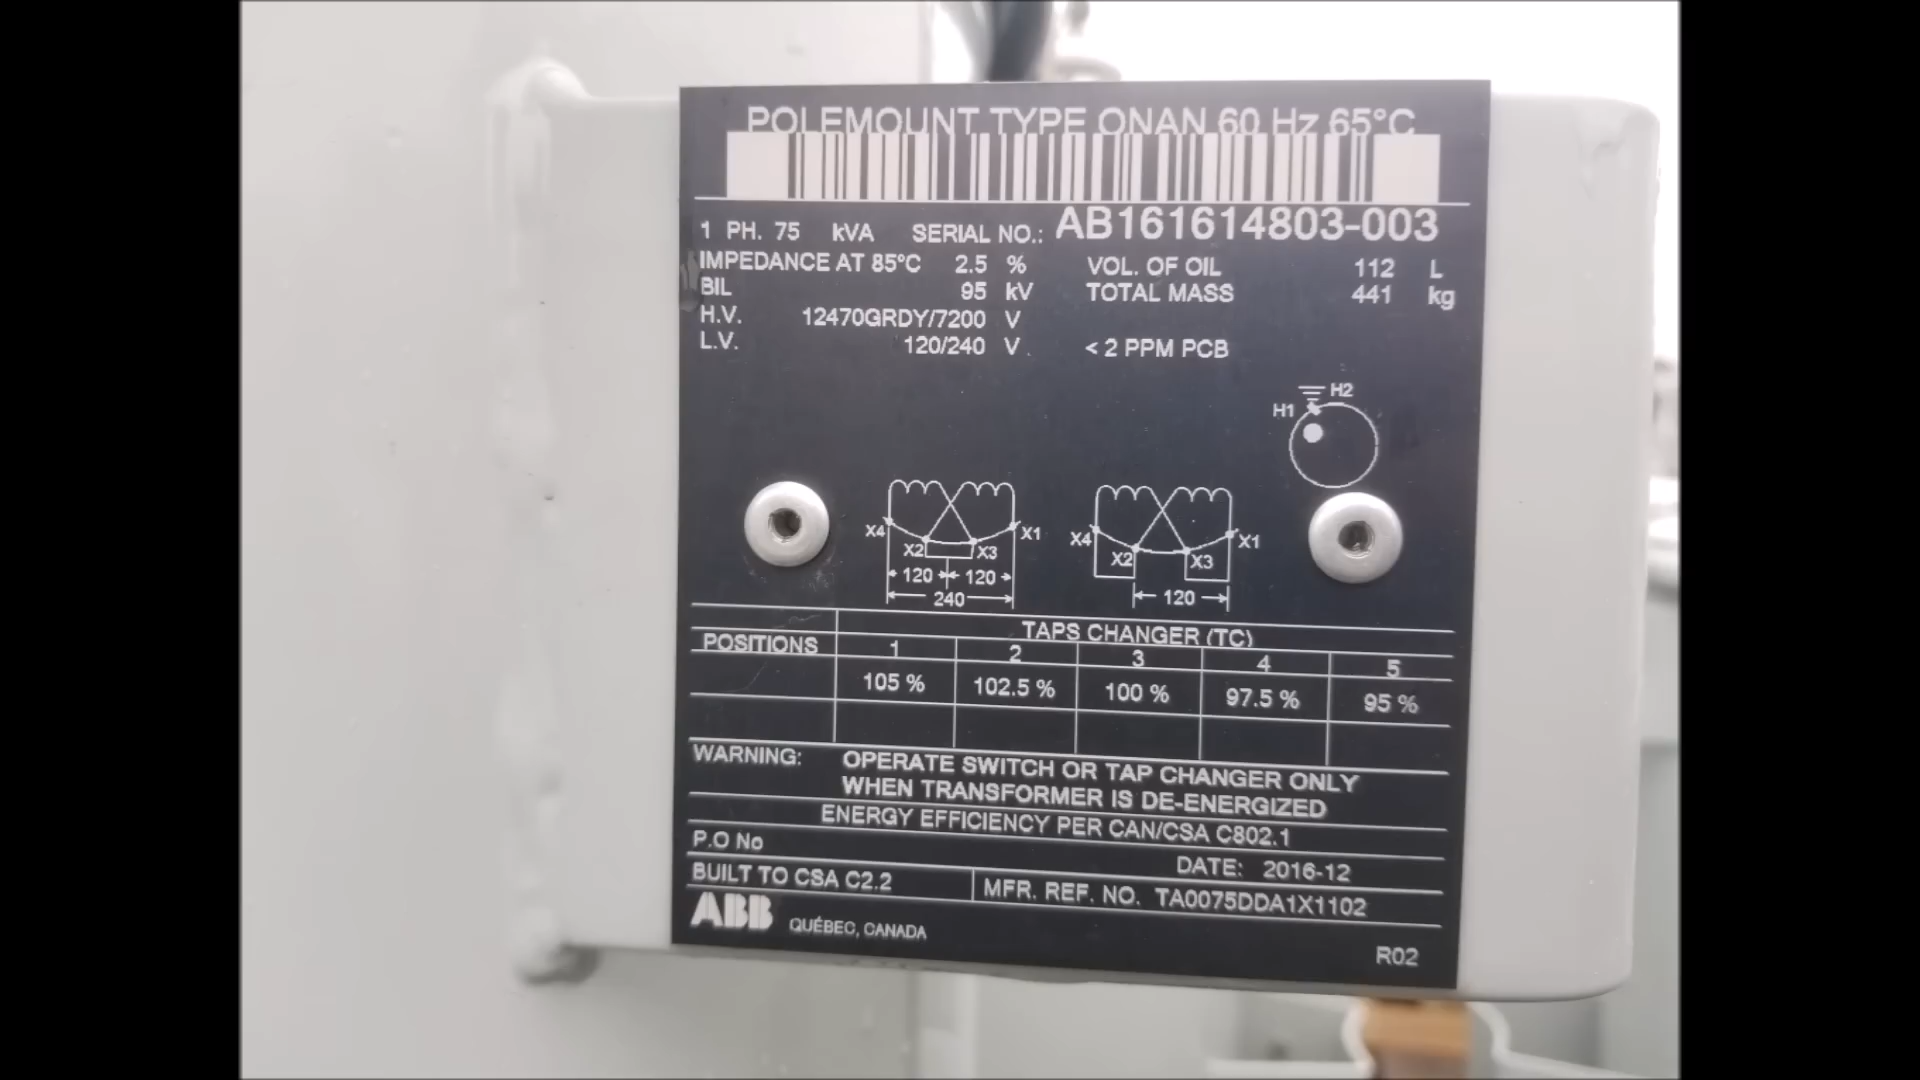 POLEMOUNT TYPE ONAN 60 Hz 65°C
1 PH. 75 kVA SERIAL NO.: AB161614803-003
IMPEDANCE AT 85°C 2.5 % VOL. OF OIL 112 L
BIL 95 kV TOTAL MASS 441 kg
H.V. 12470GRDY/7200 V
L.V. 120/240 V. < 2 PPM PCB
H2
H1
X4 X2 X3 X1
120 120
240
X4 X2 X3 X1
120
TAPS CHANGER (TC)
POSITIONS 1 2 3 4 5
105 % 102.5 % 100 % 97.5 % 95 %
WARNING: OPERATE SWITCH OR TAP CHANGER ONLY
WHEN TRANSFORMER IS DE-ENERGIZED
ENERGY EFFICIENCY PER CAN/CSA C802.1
P.O No
DATE: 2016-12
BUILT TO CSA C2.2 MFR. REF. NO. TA0075DDA1X1102
ABB QUÉBEC, CANADA
R02